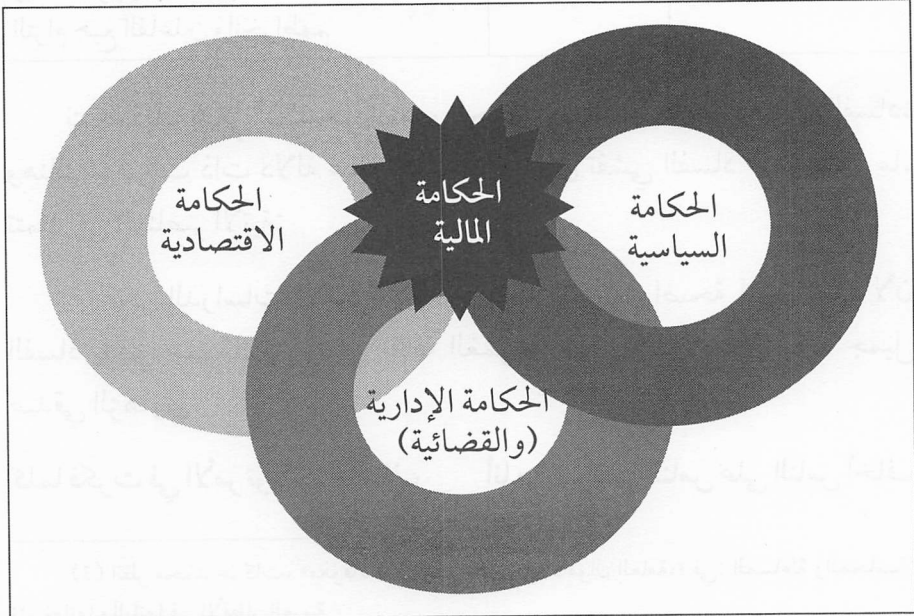 الحكامة
السياسية
الحكامة
المالية
الحكامة
الاقتصادية
الحكامة الإدارية
(والقضائية)